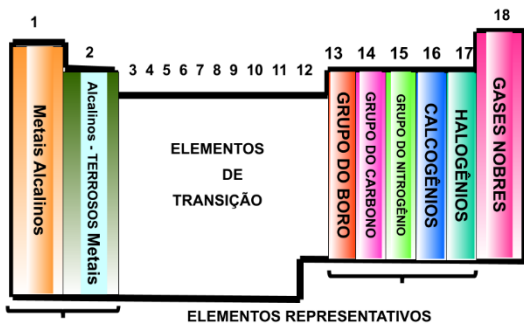 1
2
3 4 5 6 7 8 9 10 11 12
13 14 15 16 17
18
Metais Alcalinos
Alcalinos - TERROSOS Metais
ELEMENTOS
DE
TRANSIÇÃO
GRUPO DO BORO
GRUPO DO CARBONO
GRUPO DO NITROGÊNIO
CALCOGÊNIOS
HALOGÊNIOS
GASES NOBRES
ELEMENTOS REPRESENTATIVOS